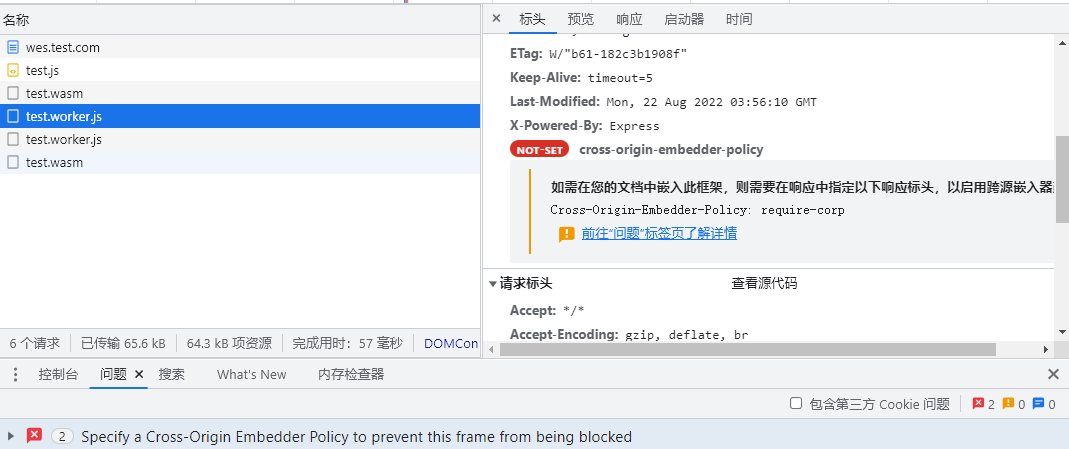 名称
wes.test.com
test.js
test.wasm
test.worker.js
test.worker.js
test.wasm
6 个请求
已传输 65.6 kB
64.3 kB 项资源
完成用时：57 毫秒
DOMCon
× 标头 预览 响应 启动器 时间
ETag: W/"b61-182c3b1908f"
Keep-Alive: timeout=5
Last-Modified: Mon, 22 Aug 2022 03:56:10 GMT
X-Powered-By: Express
NOT-SET cross-origin-embedder-policy
如需在您的文档中嵌入此框架，则需要在响应中指定以下响应标头，以启用跨源嵌入器
Cross-Origin-Embedder-Policy: require-corp
前往“问题”标签页了解详情
请求标头 查看源代码
Accept: */*
Accept-Encoding: gzip, deflate, br
控制台 问题 × 搜索 What's New 内存检查器 ×
包含第三方 Cookie 问题 2 0 0
2 Specify a Cross-Origin Embedder Policy to prevent this frame from being blocked